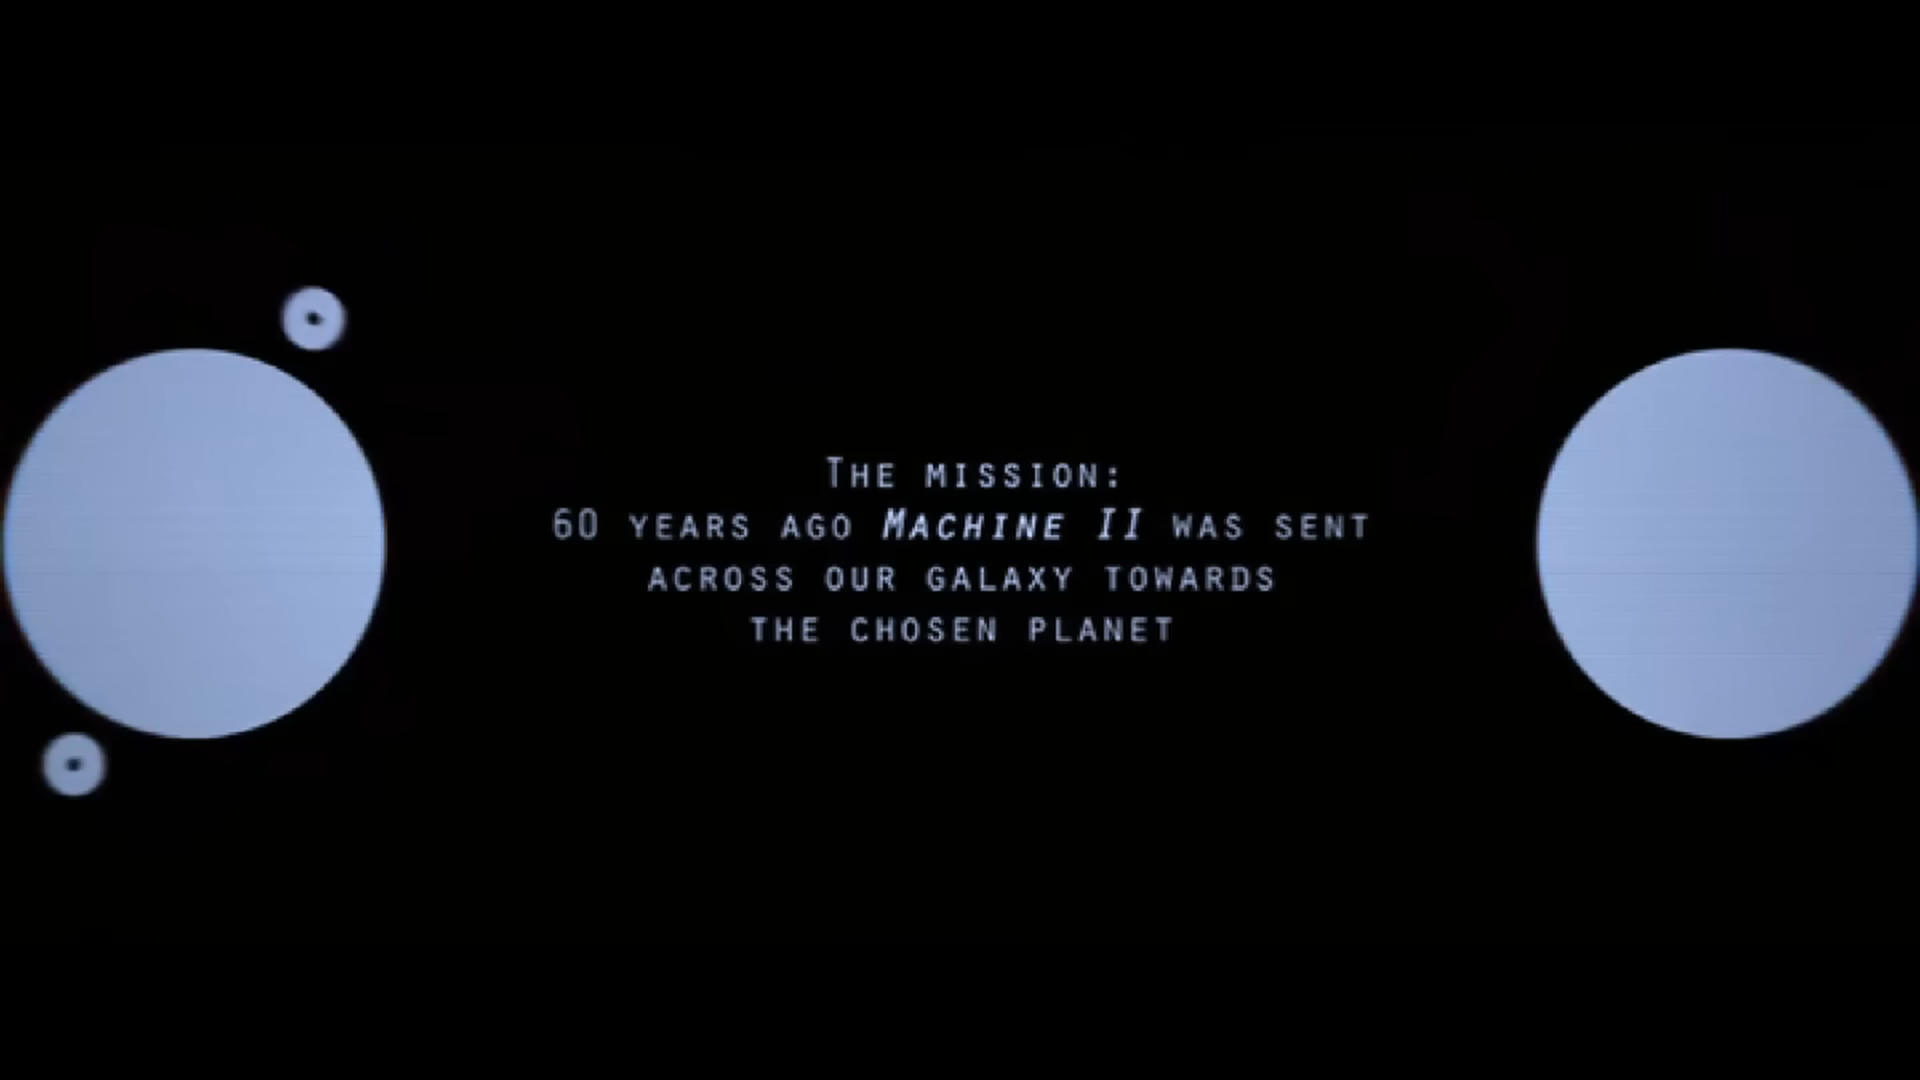 The mission:
60 years ago Machine II was sent
across our galaxy towards
the chosen planet